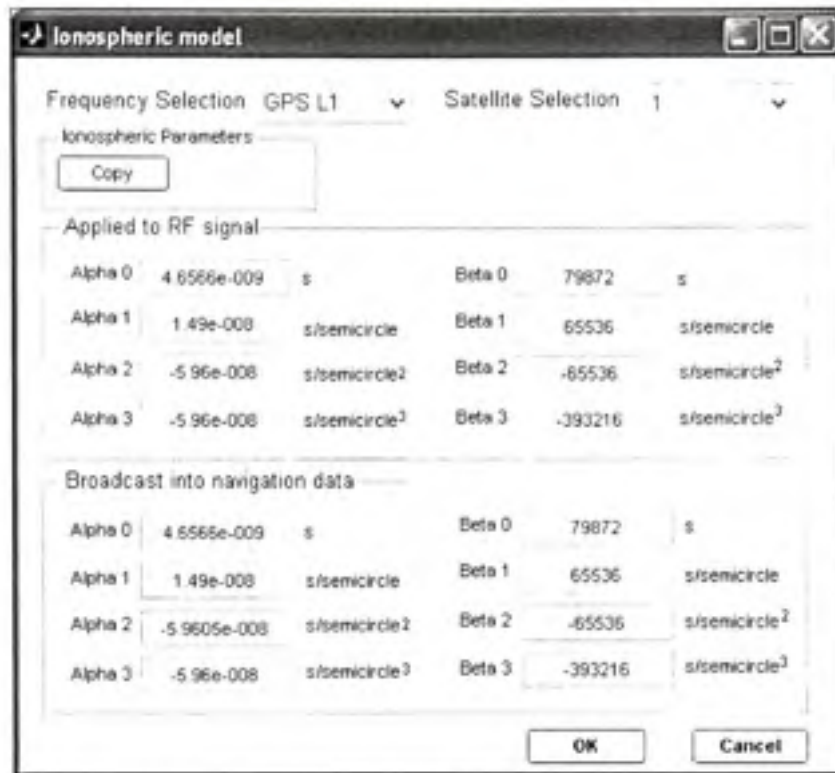 Ionospheric model
Frequency Selection GPS L1 Satellite Selection 1
Ionospheric Parameters
Copy
Applied to RF signal
Alpha 0 4.6566e-009 s Beta 0 79872 s
Alpha 1 1.49e-008 s/semicircle Beta 1 65536 s/semicircle
Alpha 2 -5.96e-008 s/semicircle² Beta 2 -65536 s/semicircle²
Alpha 3 -5.96e-008 s/semicircle³ Beta 3 -393216 s/semicircle³
Broadcast into navigation data
Alpha 0 4.6566e-009 s Beta 0 79872 s
Alpha 1 1.49e-008 s/semicircle Beta 1 65536 s/semicircle
Alpha 2 -5.9605e-008 s/semicircle² Beta 2 -65536 s/semicircle²
Alpha 3 -5.96e-008 s/semicircle³ Beta 3 -393216 s/semicircle³
OK Cancel